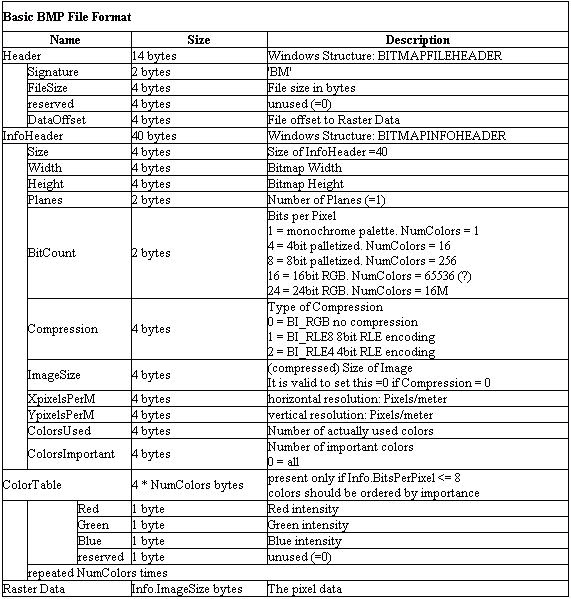 Basic BMP File Format
Name Size Description
Header 14 bytes Windows Structure: BITMAPFILEHEADER
Signature 2 bytes 'BM'
FileSize 4 bytes File size in bytes
reserved 4 bytes unused (=0)
DataOffset 4 bytes File offset to Raster Data
InfoHeader 40 bytes Windows Structure: BITMAPINFOHEADER
Size 4 bytes Size of InfoHeader =40
Width 4 bytes Bitmap Width
Height 4 bytes Bitmap Height
Planes 2 bytes Number of Planes (=1)
BitCount 2 bytes Bits per Pixel
1 = monochrome palette. NumColors = 1
4 = 4bit palletized. NumColors = 16
8 = 8bit palletized. NumColors = 256
16 = 16bit RGB. NumColors = 65536 (?)
24 = 24bit RGB. NumColors = 16M
Compression 4 bytes Type of Compression
0 = BI_RGB no compression
1 = BI_RLE8 8bit RLE encoding
2 = BI_RLE4 4bit RLE encoding
ImageSize 4 bytes (compressed) Size of Image
It is valid to set this =0 if Compression = 0
XpixelsPerM 4 bytes horizontal resolution: Pixels/meter
YpixelsPerM 4 bytes vertical resolution: Pixels/meter
ColorsUsed 4 bytes Number of actually used colors
ColorsImportant 4 bytes Number of important colors
0 = all
ColorTable 4 * NumColors bytes present only if Info.BitsPerPixel <= 8
colors should be ordered by importance
Red 1 byte Red intensity
Green 1 byte Green intensity
Blue 1 byte Blue intensity
reserved 1 byte unused (=0)
repeated NumColors times
Raster Data Info.ImageSize bytes The pixel data